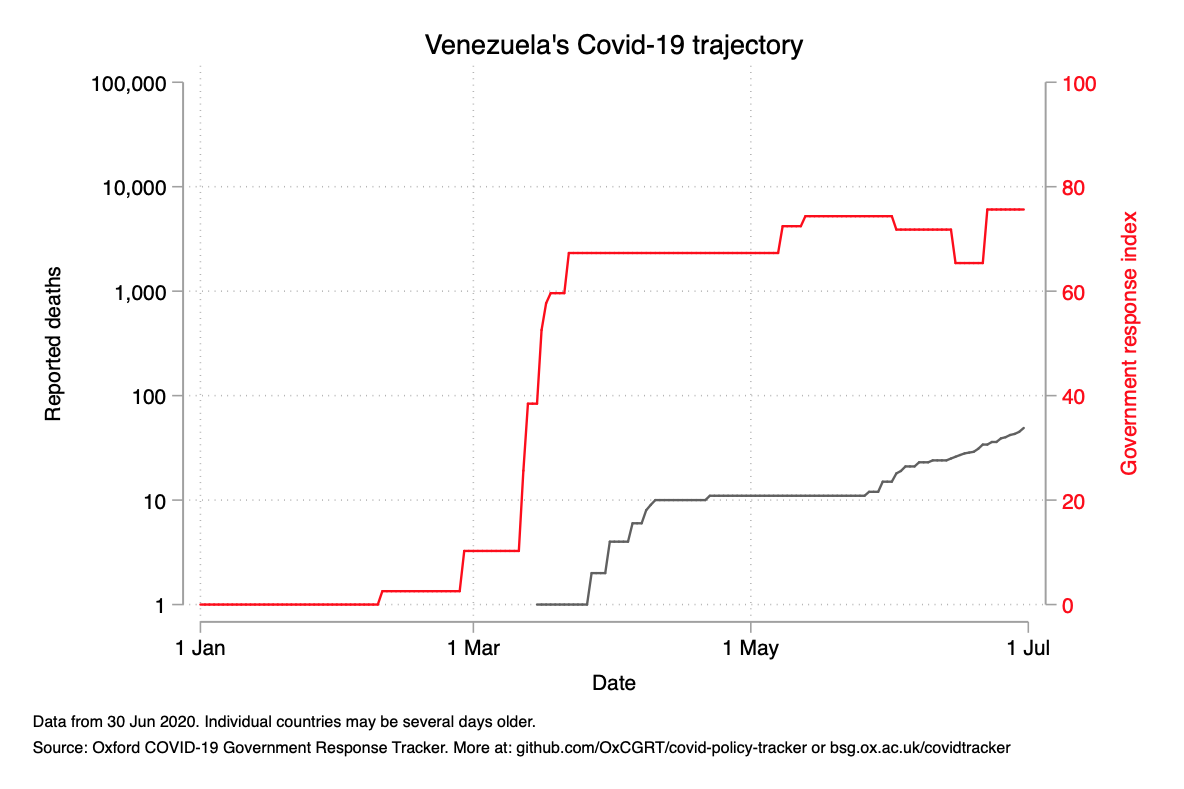 Venezuela's Covid-19 trajectory
100,000
10,000
1,000
100
10
1
Reported deaths
100
80
60
40
20
0
Government response index
1 Jan
1 Mar
1 May
1 Jul
Date
Data from 30 Jun 2020. Individual countries may be several days older.
Source: Oxford COVID-19 Government Response Tracker. More at: github.com/OxCGRT/covid-policy-tracker or bsg.ox.ac.uk/covidtracker